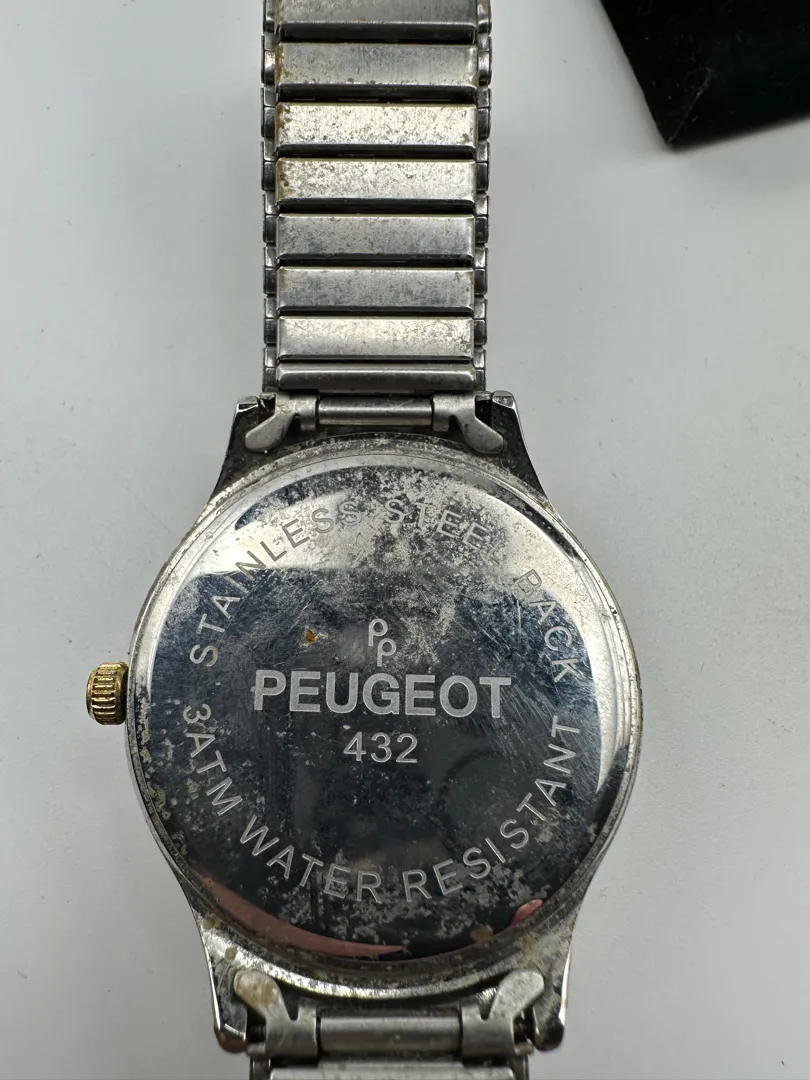 STAINLESS STEEL BACK
PP
PEUGEOT
432
3ATM WATER RESISTANT